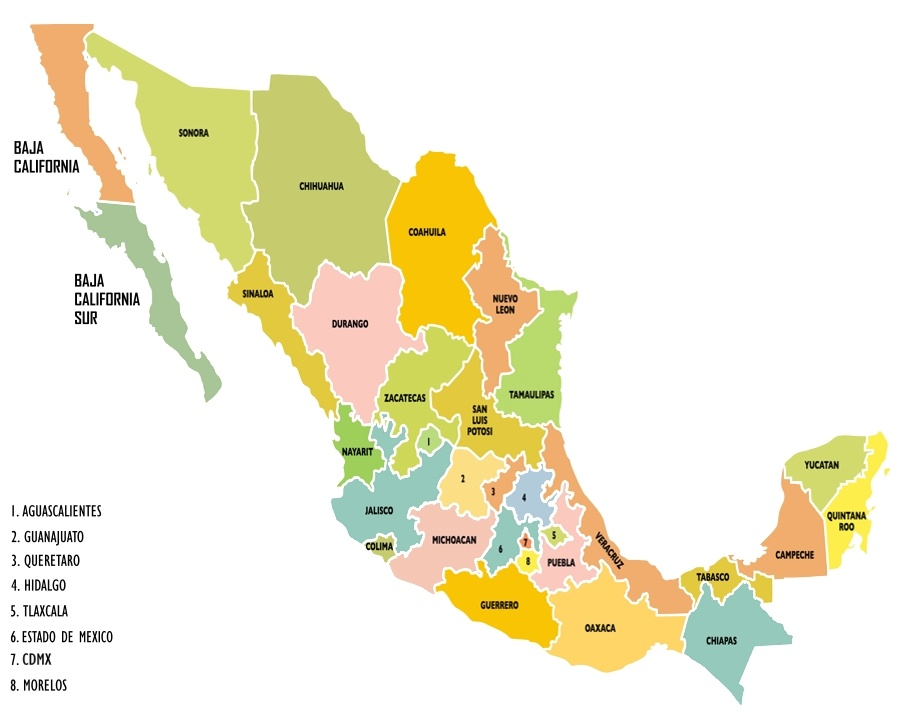 BAJA
CALIFORNIA
SONORA
CHIHUAHUA
COAHUILA
BAJA
CALIFORNIA
SUR
SINALOA
DURANGO
NUEVO
LEON
TAMAULIPAS
ZACATECAS
SAN
LUIS
POTOSI
NAYARIT
1
2
3
4
JALISCO
COLIMA
MICHOACAN
6
7
5
8
PUEBLA
VERACRUZ
GUERRERO
OAXACA
TABASCO
CHIAPAS
CAMPECHE
YUCATAN
QUINTANA
ROO
1. AGUASCALIENTES
2. GUANAJUATO
3. QUERETARO
4. HIDALGO
5. TLAXCALA
6. ESTADO DE MEXICO
7. CDMX
8. MORELOS